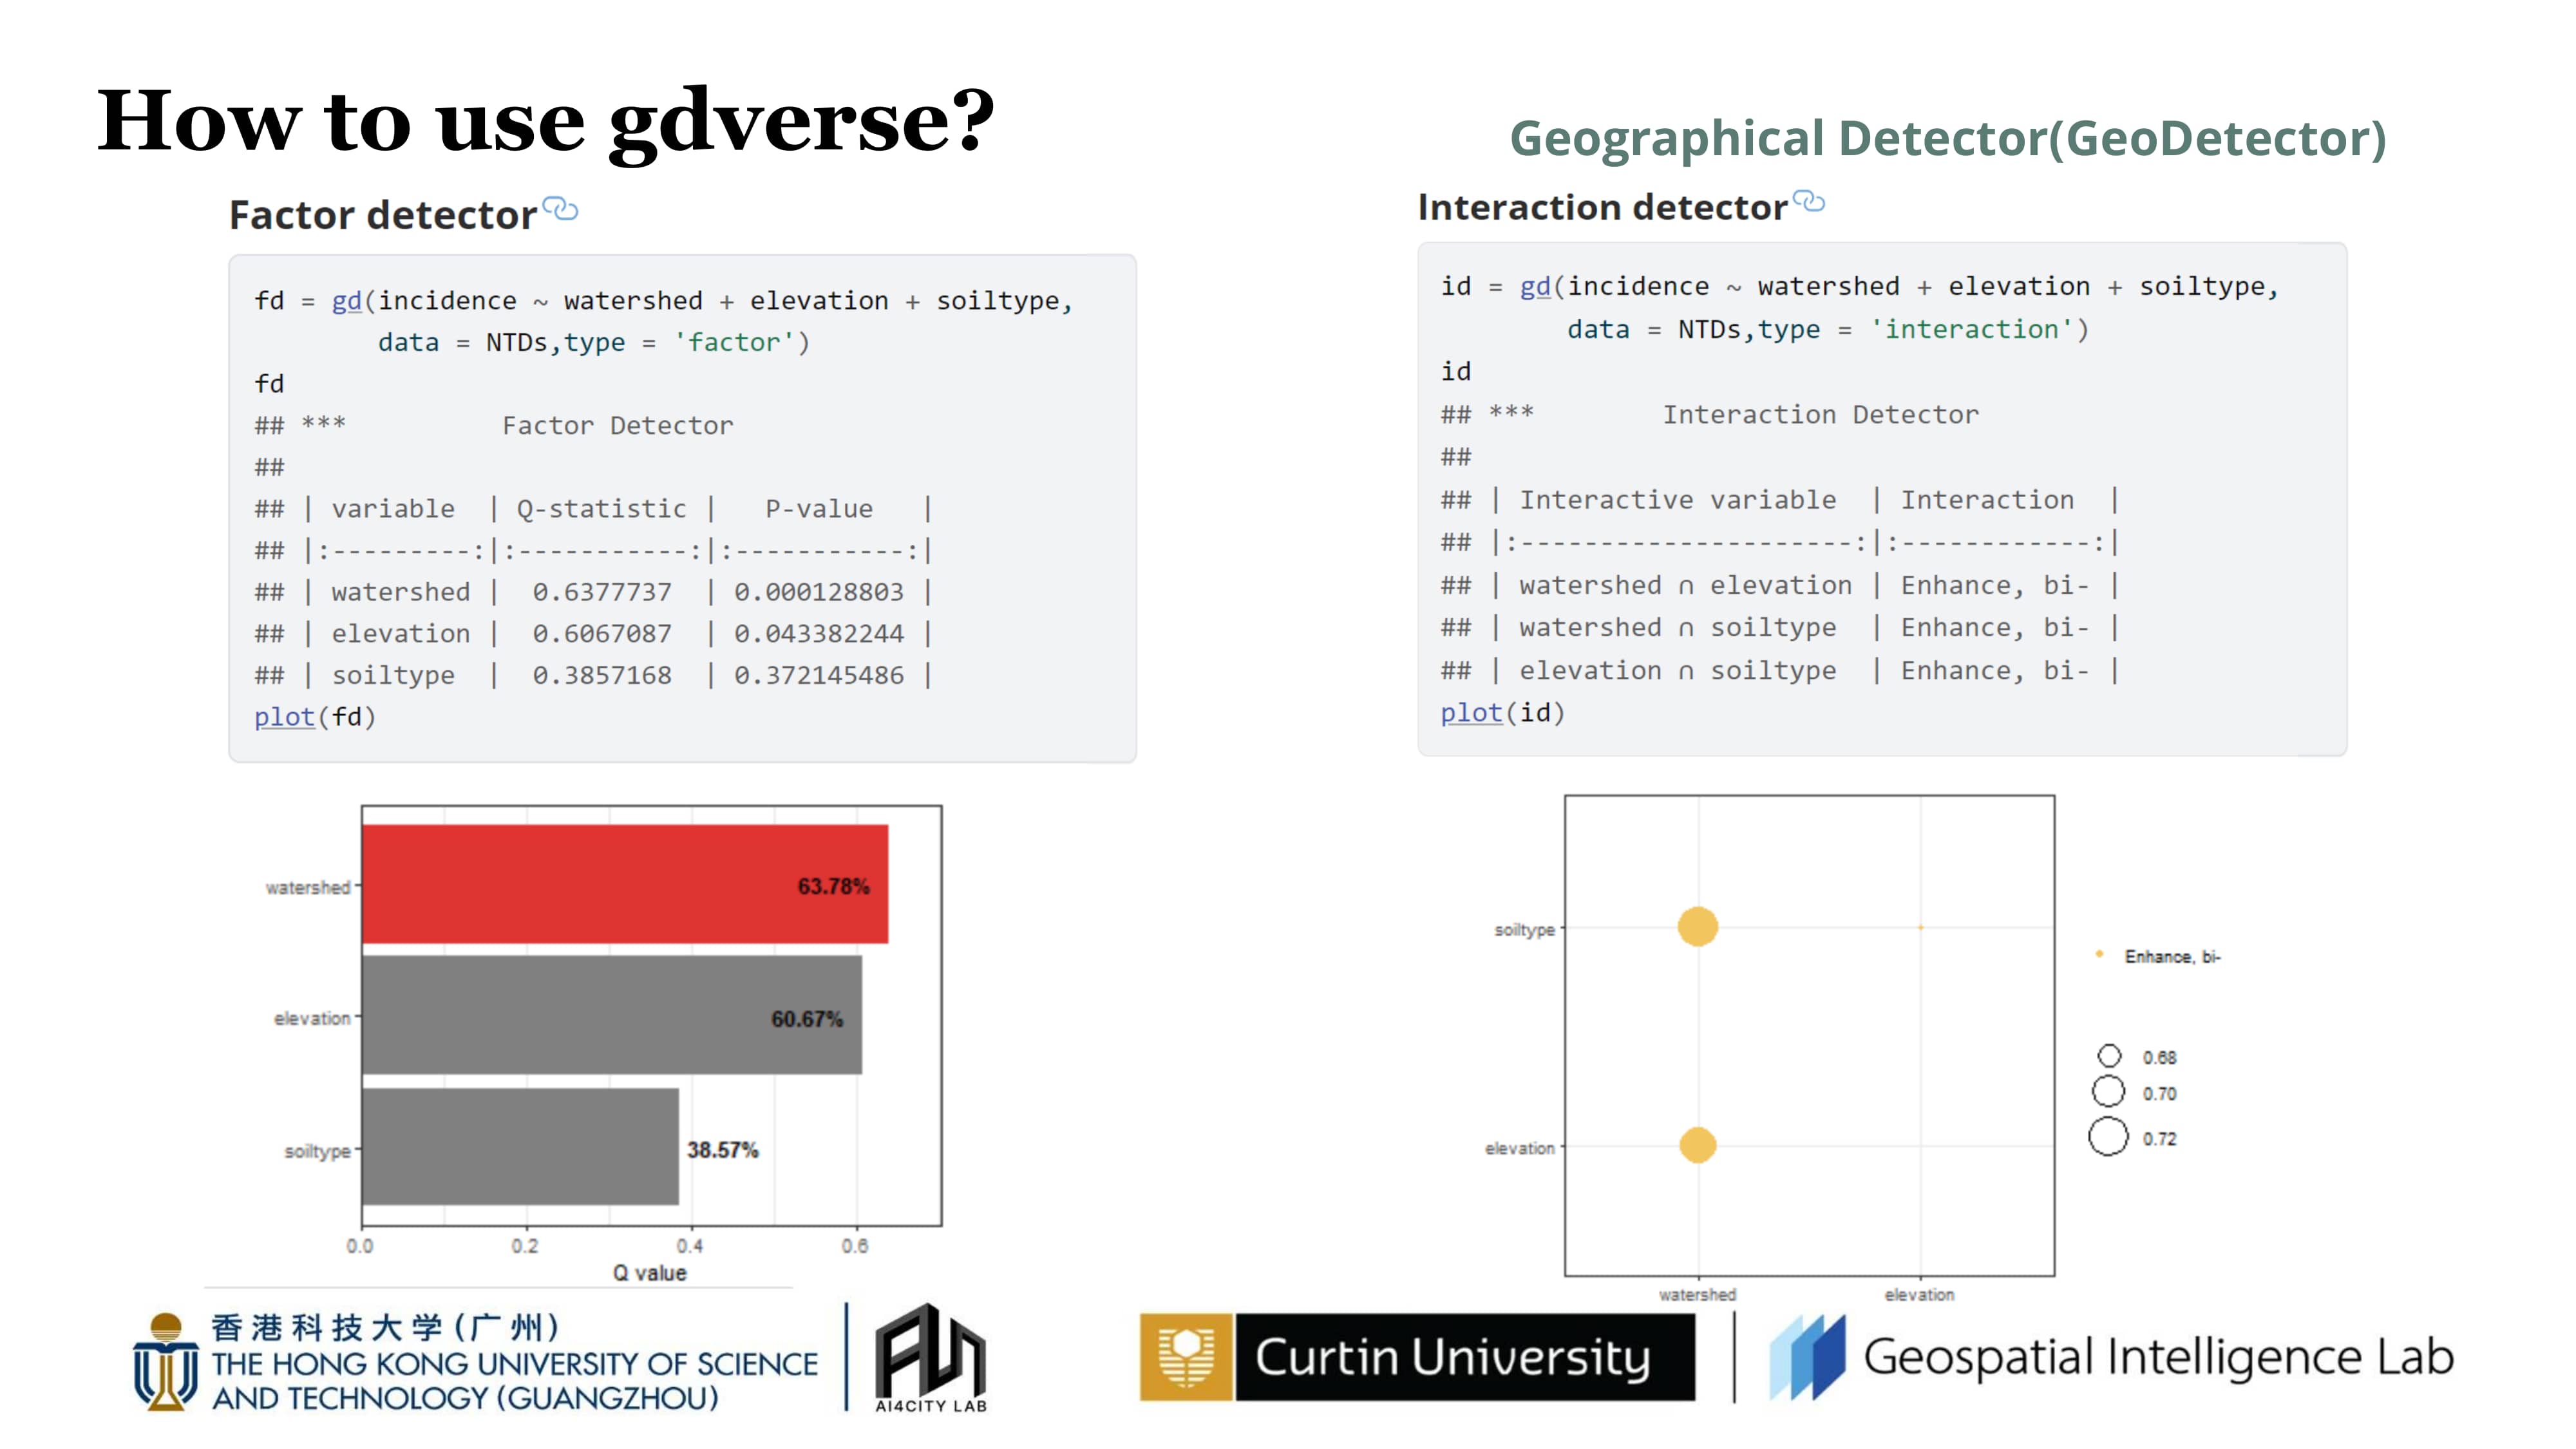 How to use gdverse?
Geographical Detector(GeoDetector)
Factor detector
fd = gd(incidence ~ watershed + elevation + soiltype,
        data = NTDs,type = 'factor')
fd
## ***          Factor Detector
##
## | variable  | Q-statistic |   P-value   |
## |:---------:|:-----------:|:-----------:|
## | watershed |  0.6377737  | 0.000128803 |
## | elevation |  0.6067087  | 0.043382244 |
## | soiltype  |  0.3857168  | 0.372145486 |
plot(fd)
watershed
63.78%
elevation
60.67%
soiltype
38.57%
0.0 0.2 0.4 0.6
Q value
Interaction detector
id = gd(incidence ~ watershed + elevation + soiltype,
        data = NTDs,type = 'interaction')
id
## ***        Interaction Detector
##
## | Interactive variable  | Interaction  |
## |:---------------------:|:------------:|
## | watershed ∩ elevation | Enhance, bi- |
## | watershed ∩ soiltype  | Enhance, bi- |
## | elevation ∩ soiltype  | Enhance, bi- |
plot(id)
soiltype
elevation
watershed elevation
Enhance, bi-
0.68
0.70
0.72
香港科技大学(广州)
THE HONG KONG UNIVERSITY OF SCIENCE
AND TECHNOLOGY (GUANGZHOU)
AI4CITY LAB
Curtin University
Geospatial Intelligence Lab